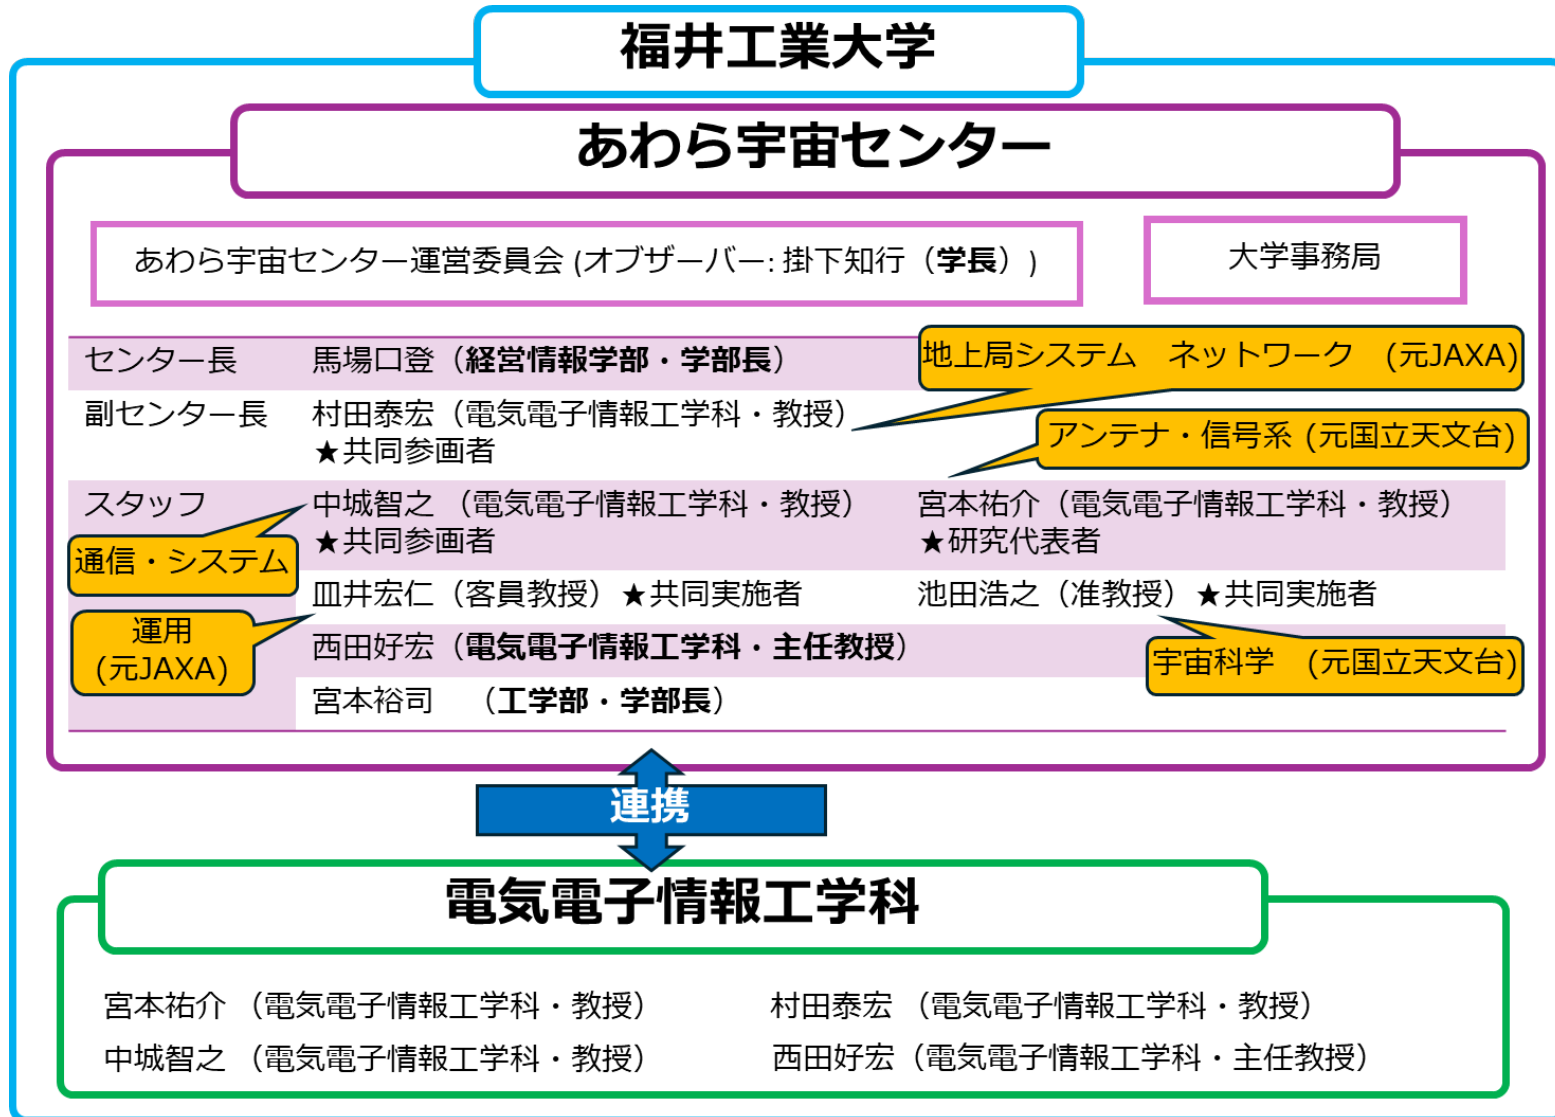 福井工業大学
あわら宇宙センター
あわら宇宙センター運営委員会 (オブザーバー: 掛下知行（学長）)
大学事務局
センター長 馬場口登（経営情報学部・学部長）
地上局システム　ネットワーク　(元JAXA)
副センター長 村田泰宏（電気電子情報工学科・教授）
★共同参画者
アンテナ・信号系 (元国立天文台)
スタッフ 中城智之 （電気電子情報工学科・教授） 宮本祐介（電気電子情報工学科・教授）
★共同参画者 ★研究代表者
通信・システム
皿井宏仁（客員教授）★共同実施者 池田浩之（准教授）★共同実施者
運用
(元JAXA)
西田好宏（電気電子情報工学科・主任教授）
宇宙科学　(元国立天文台)
宮本裕司　（工学部・学部長）
連携
電気電子情報工学科
宮本祐介 （電気電子情報工学科・教授） 村田泰宏 （電気電子情報工学科・教授）
中城智之 （電気電子情報工学科・教授） 西田好宏（電気電子情報工学科・主任教授）